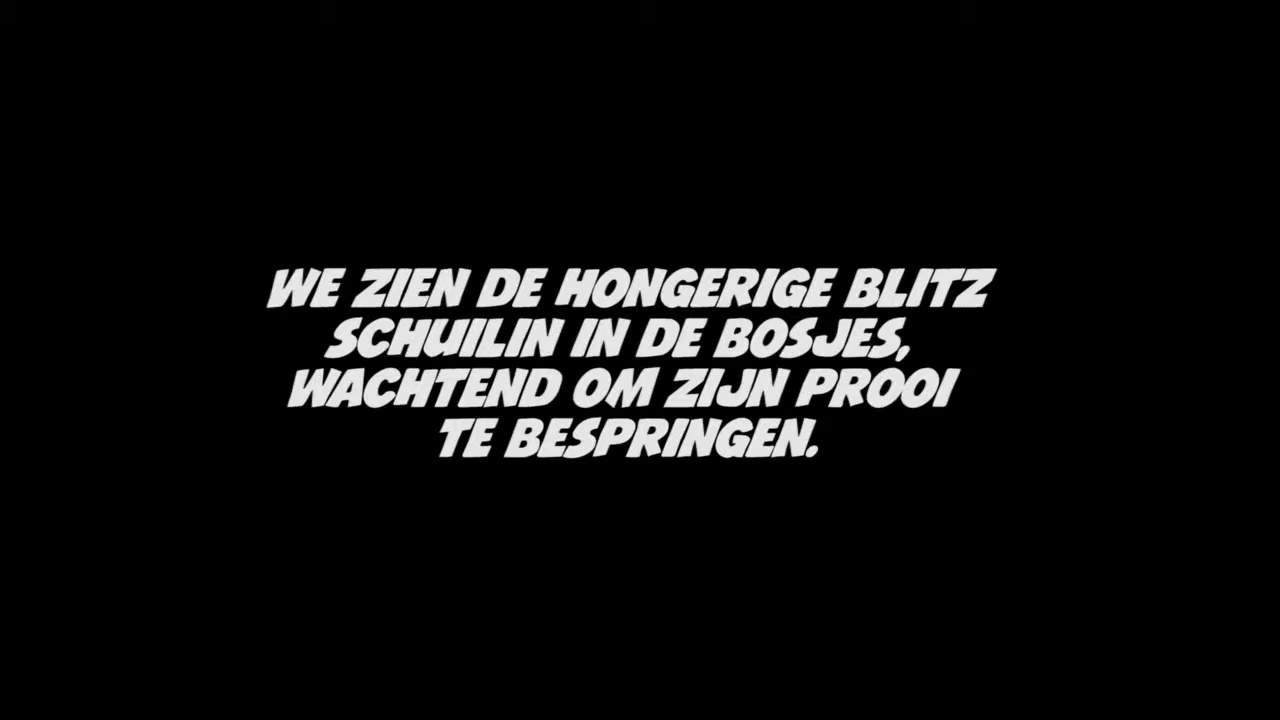 WE ZIEN DE HONGERIGE BLITZ
SCHUILIN IN DE BOSJES,
WACHTEND OM ZIJN PROOI
TE BESPRINGEN.